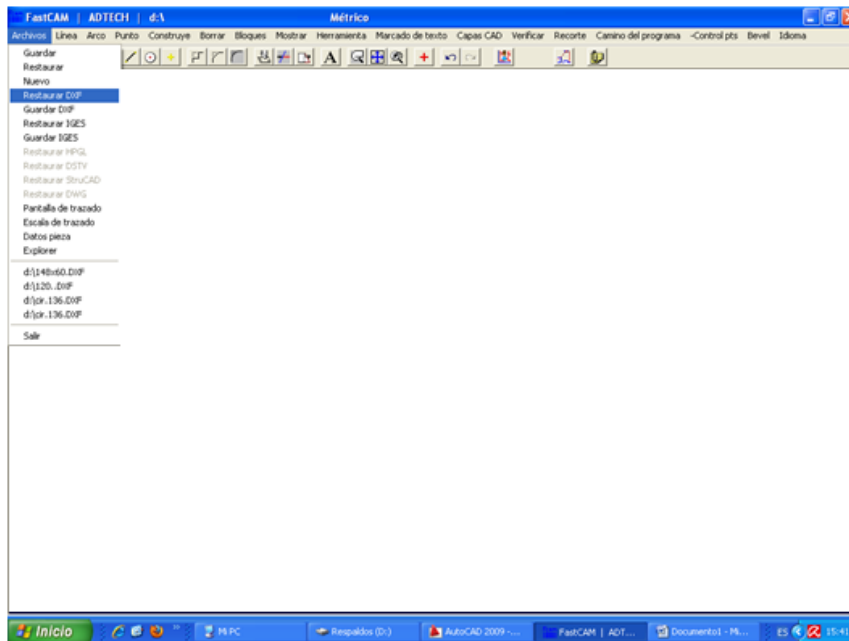 FastCAM | ADTECH | d:\ Métrico
Archivos Línea Arco Punto Construye Borrar Bloques Mostrar Herramienta Marcado de texto Capas CAD Verificar Recorte Camino del programa -Control pts Bevel Idioma
Guardar
Restaurar
Nuevo
Restaurar DXF
Guardar DXF
Restaurar IGES
Guardar IGES
Restaurar HPGL
Restaurar DSTV
Restaurar StruCAD
Restaurar DWG
Pantalla de trazado
Escala de trazado
Datos pieza
Explorer
d:\148x60.DXF
d:\120..DXF
d:\cir.136.DXF
d:\cir.136.DXF
Salir
A
Inicio Mi PC Respaldos (D:) AutoCAD 2009 -... FastCAM | ADT... Documento1 - Mi... ES 15:41